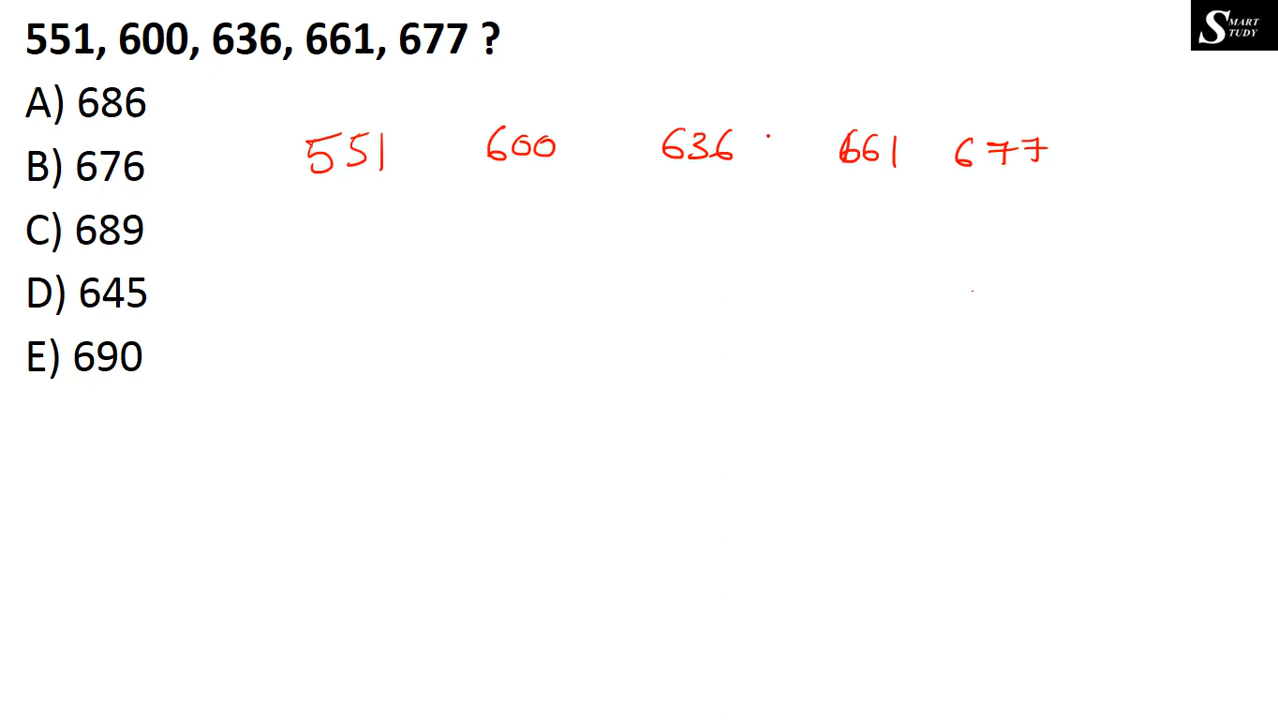 551, 600, 636, 661, 677 ?
SMART STUDY
A) 686
551 600 636 661 677
B) 676
C) 689
D) 645
E) 690